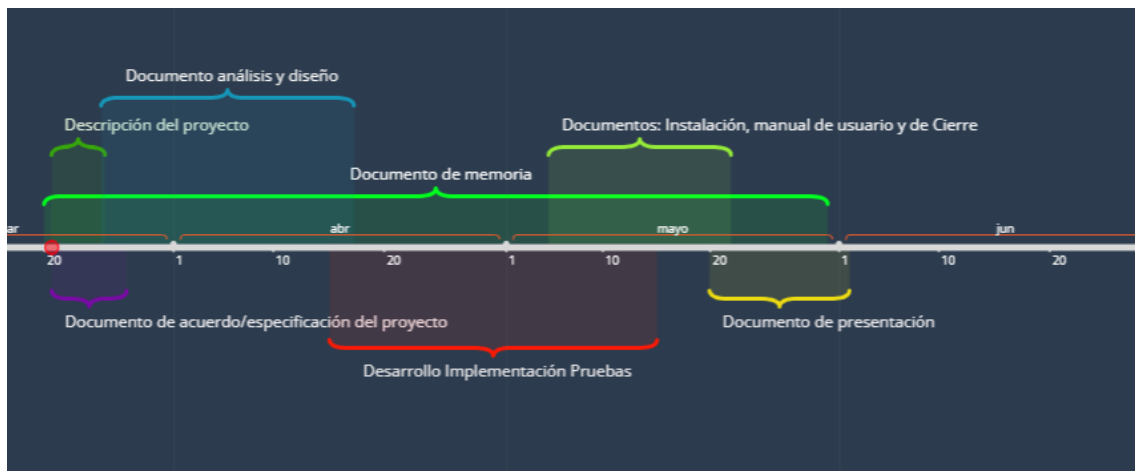 Documento análisis y diseño
Descripción del proyecto
Documentos: Instalación, manual de usuario y de Cierre
Documento de memoria
ar abr mayo jun
20 1 10 20 1 10 20 1 10 20
Documento de acuerdo/especificación del proyecto
Documento de presentación
Desarrollo Implementación Pruebas